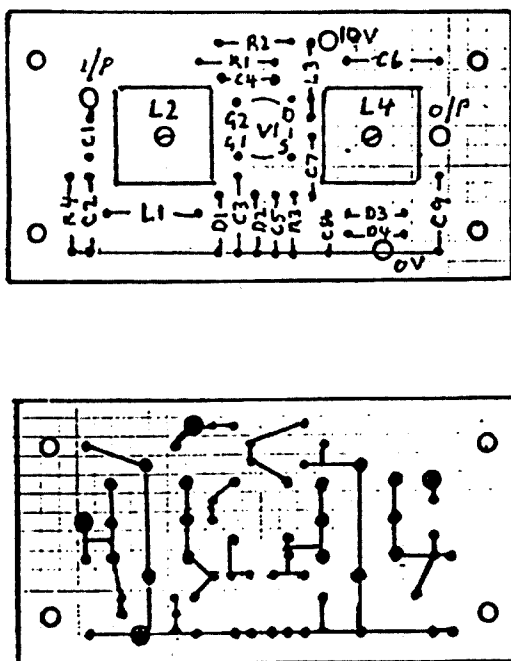 R2 10V
I/P R1 L3 C6
C4
L2 G2 D L4 O/P
C1 V1
G1 S C7
R4 C2 L1 D1 C3 D2 C5 R3 C5b D3 C9
D4
0V